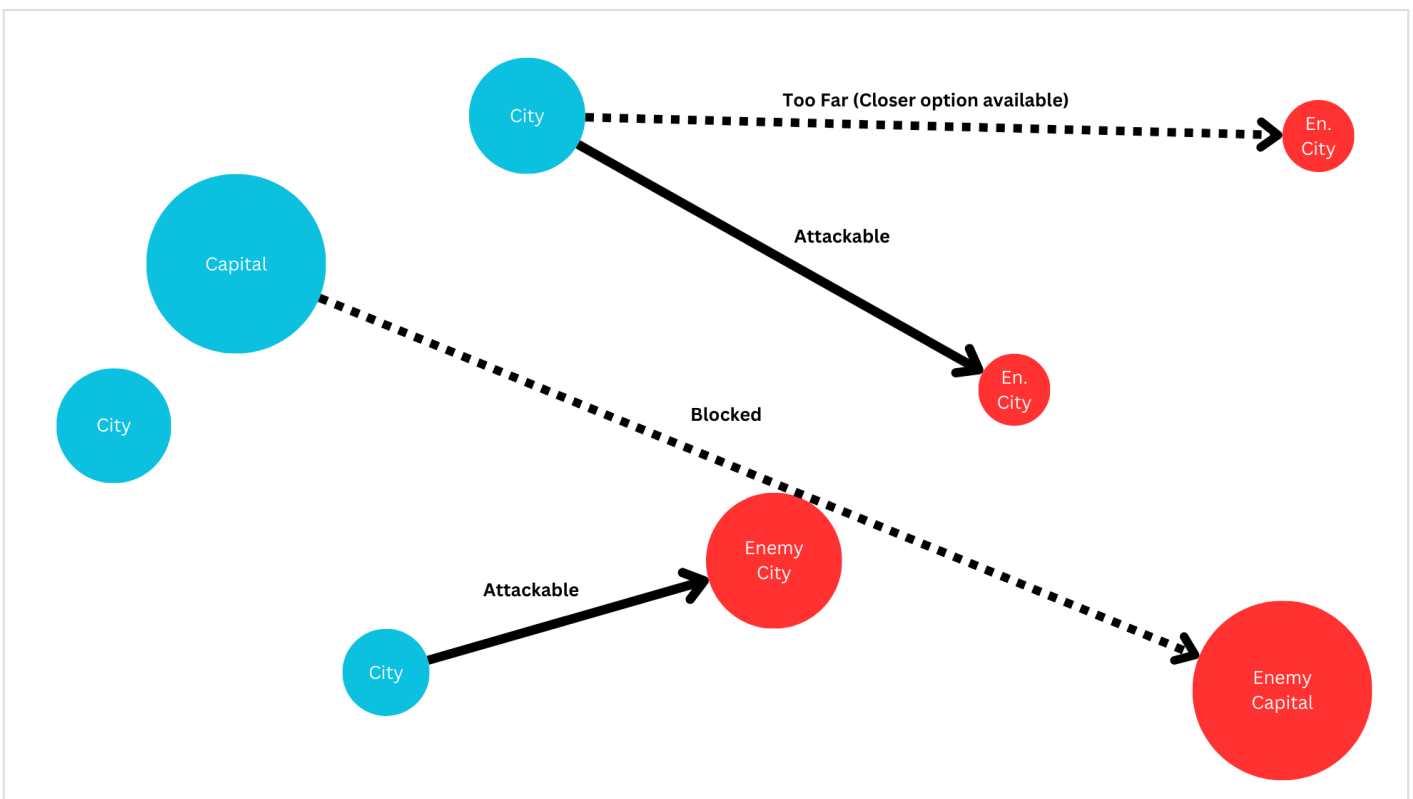 Too Far (Closer option available)
City
En.
City
Attackable
Capital
En.
City
Blocked
City
Enemy
City
Attackable
City
Enemy
Capital